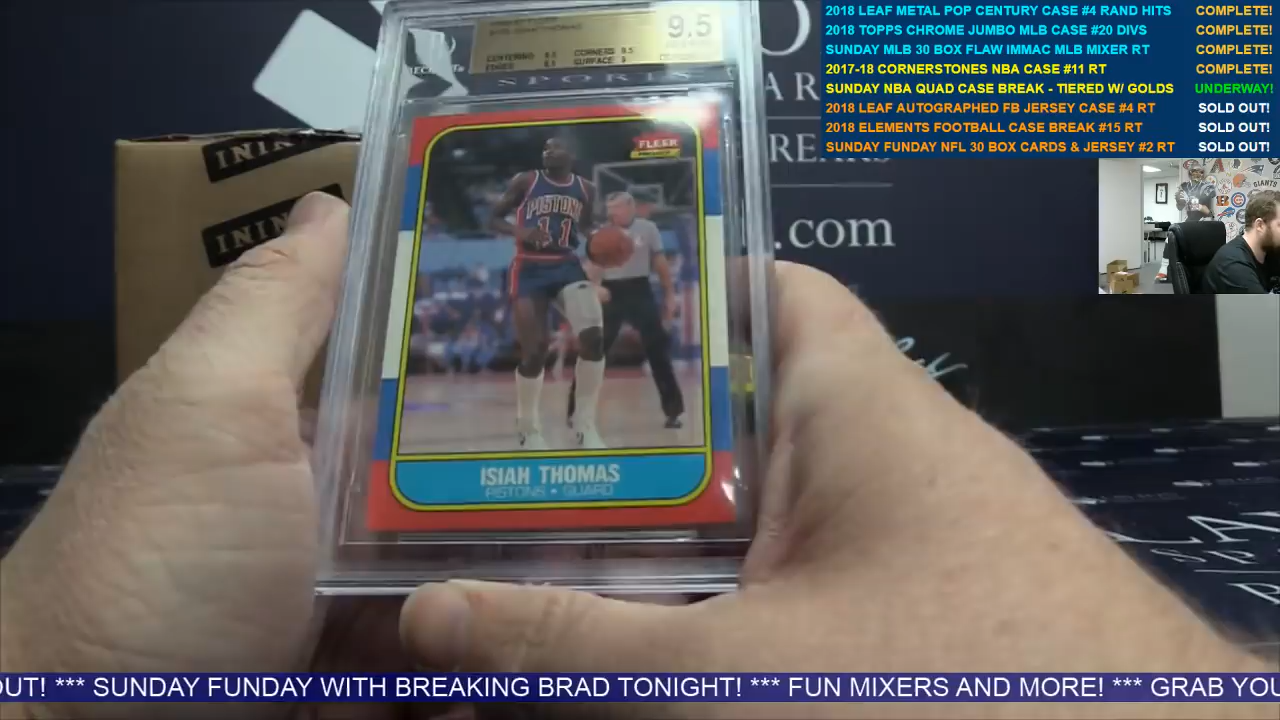 2018 LEAF METAL POP CENTURY CASE #4 RAND HITS COMPLETE!
2018 TOPPS CHROME JUMBO MLB CASE #20 DIVS COMPLETE!
SUNDAY MLB 30 BOX FLAW IMMAC MLB MIXER RT COMPLETE!
2017-18 CORNERSTONES NBA CASE #11 RT COMPLETE!
SUNDAY NBA QUAD CASE BREAK - TIERED W/ GOLDS UNDERWAY!
2018 LEAF AUTOGRAPHED FB JERSEY CASE #4 RT SOLD OUT!
2018 ELEMENTS FOOTBALL CASE BREAK #15 RT SOLD OUT!
SUNDAY FUNDAY NFL 30 BOX CARDS & JERSEY #2 RT SOLD OUT!
9.5
CENTERING
CORNERS 9.5
SURFACE 9
SPORTS
.com
FLEER
PREMIER
PISTONS
11
ISIAH THOMAS
PISTONS • GUARD
GIANTS
OUT! *** SUNDAY FUNDAY WITH BREAKING BRAD TONIGHT! *** FUN MIXERS AND MORE! *** GRAB YOU